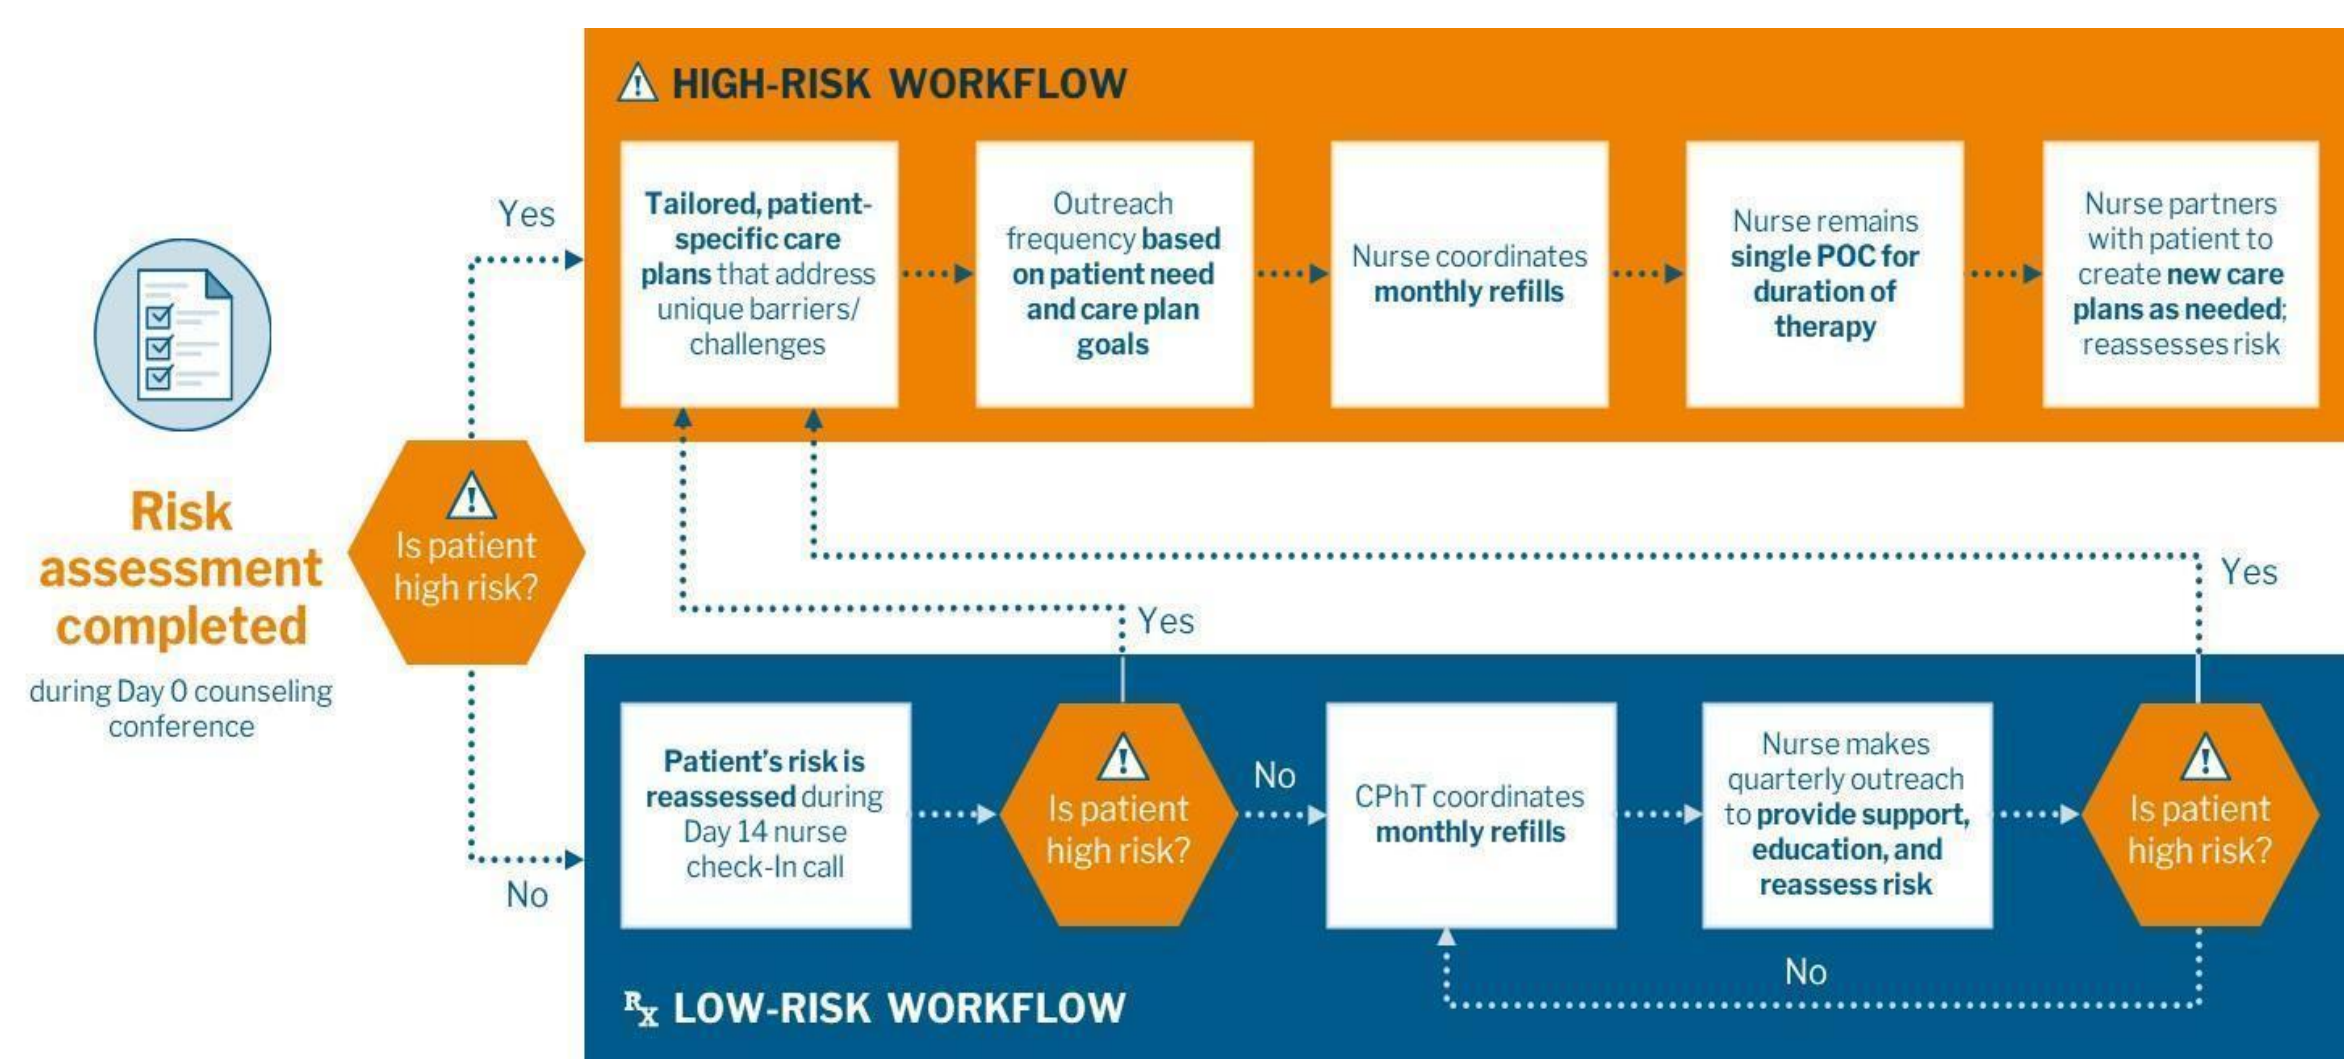 HIGH-RISK WORKFLOW
Yes
Tailored, patient-
specific care
plans that address
unique barriers/
challenges
Outreach
frequency based
on patient need
and care plan
goals
Nurse coordinates
monthly refills
Nurse remains
single POC for
duration of
therapy
Nurse partners
with patient to
create new care
plans as needed;
reassesses risk
Risk
assessment
completed
during Day 0 counseling
conference
Is patient
high risk?
Yes
Yes
No
Patient's risk is
reassessed during
Day 14 nurse
check-In call
Is patient
high risk?
No
CPhT coordinates
monthly refills
Nurse makes
quarterly outreach
to provide support,
education, and
reassess risk
Is patient
high risk?
No
Rx LOW-RISK WORKFLOW